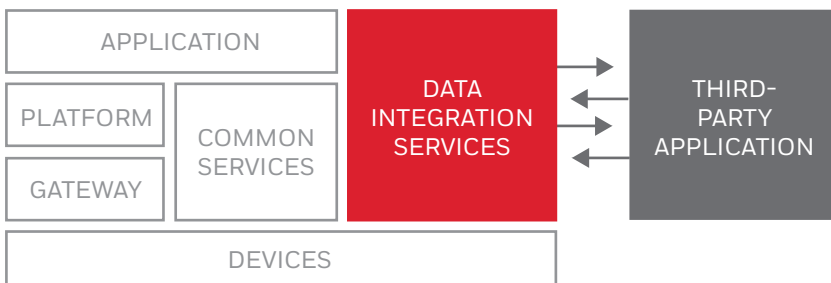 APPLICATION
PLATFORM
GATEWAY
COMMON
SERVICES
DATA
INTEGRATION
SERVICES
THIRD-
PARTY
APPLICATION
DEVICES